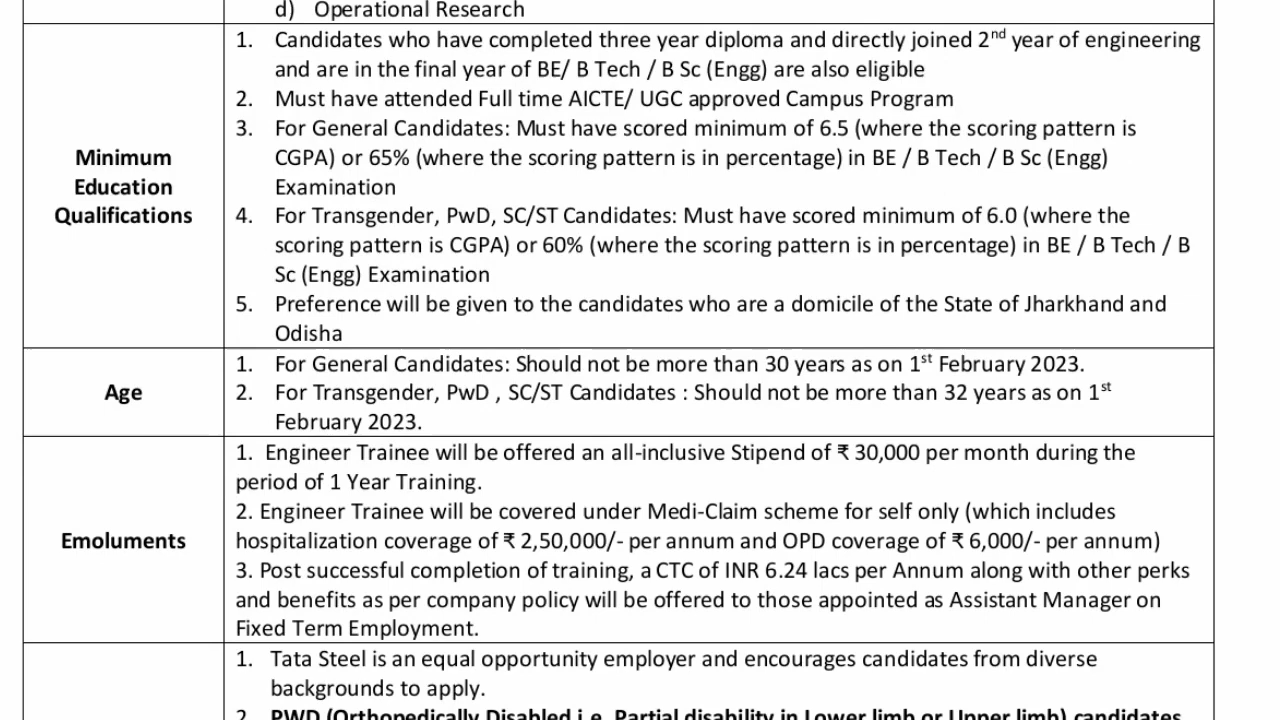 d) Operational Research
1. Candidates who have completed three year diploma and directly joined 2nd year of engineering
and are in the final year of BE/ B Tech / B Sc (Engg) are also eligible
2. Must have attended Full time AICTE/ UGC approved Campus Program
3. For General Candidates: Must have scored minimum of 6.5 (where the scoring pattern is
CGPA) or 65% (where the scoring pattern is in percentage) in BE / B Tech / B Sc (Engg)
Examination
Minimum
Education
Qualifications
4. For Transgender, PwD, SC/ST Candidates: Must have scored minimum of 6.0 (where the
scoring pattern is CGPA) or 60% (where the scoring pattern is in percentage) in BE / B Tech / B
Sc (Engg) Examination
5. Preference will be given to the candidates who are a domicile of the State of Jharkhand and
Odisha
Age
1. For General Candidates: Should not be more than 30 years as on 1st February 2023.
2. For Transgender, PwD , SC/ST Candidates : Should not be more than 32 years as on 1st
February 2023.
Emoluments
1. Engineer Trainee will be offered an all-inclusive Stipend of ₹ 30,000 per month during the
period of 1 Year Training.
2. Engineer Trainee will be covered under Medi-Claim scheme for self only (which includes
hospitalization coverage of ₹ 2,50,000/- per annum and OPD coverage of ₹ 6,000/- per annum)
3. Post successful completion of training, a CTC of INR 6.24 lacs per Annum along with other perks
and benefits as per company policy will be offered to those appointed as Assistant Manager on
Fixed Term Employment.
1. Tata Steel is an equal opportunity employer and encourages candidates from diverse
backgrounds to apply.
2. PWD (Orthopedically Disabled i.e. Partial disability in Lower limb or Upper limb) candidates